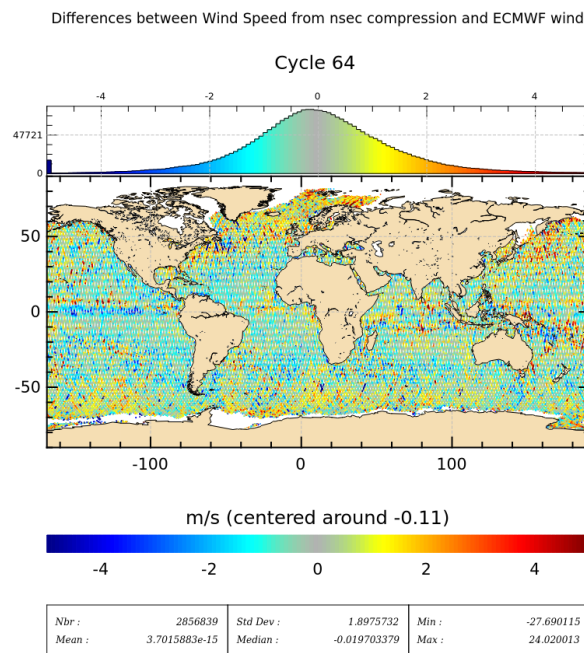 Differences between Wind Speed from nsec compression and ECMWF wind
Cycle 64
-4 -2 0 2 4
47721
0
50
0
-50
-100 0 100
m/s (centered around -0.11)
-4 -2 0 2 4
Nbr : 2856839 Std Dev : 1.8975732 Min : -27.690115
Mean : 3.7015883e-15 Median : -0.019703379 Max : 24.020013